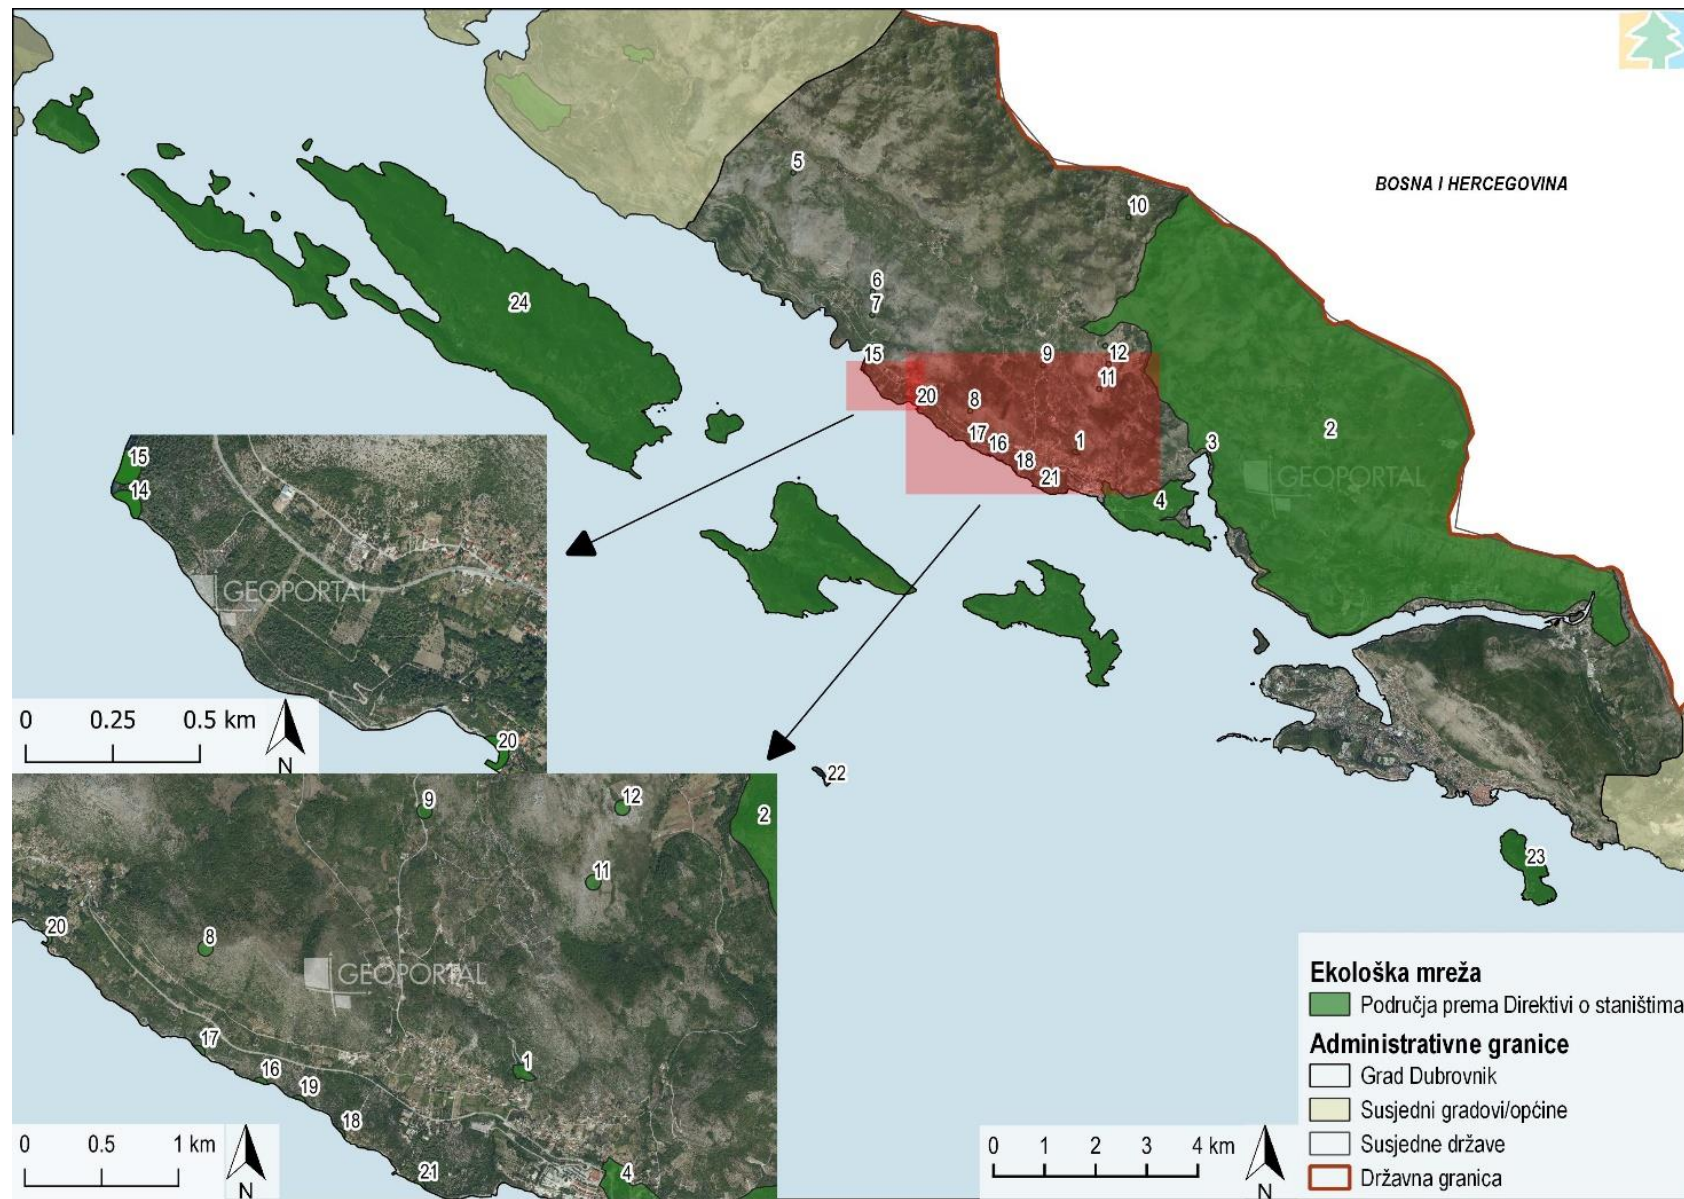 5
BOSNA I HERCEGOVINA
10
6
24
7
15
9
12
11
20
8
2
17
16
1
3
18
21
GEOPORTAL
4
15
14
GEOPORTAL
20
0 0.25 0.5 km
N
22
9
12
2
11
23
20
8
GEOPORTAL
17
1
16
19
18
21
4
0 0.5 1 km
N
0 1 2 3 4 km
N
Ekološka mreža
Područja prema Direktivi o staništima
Administrativne granice
Grad Dubrovnik
Susjedni gradovi/općine
Susjedne države
Državna granica